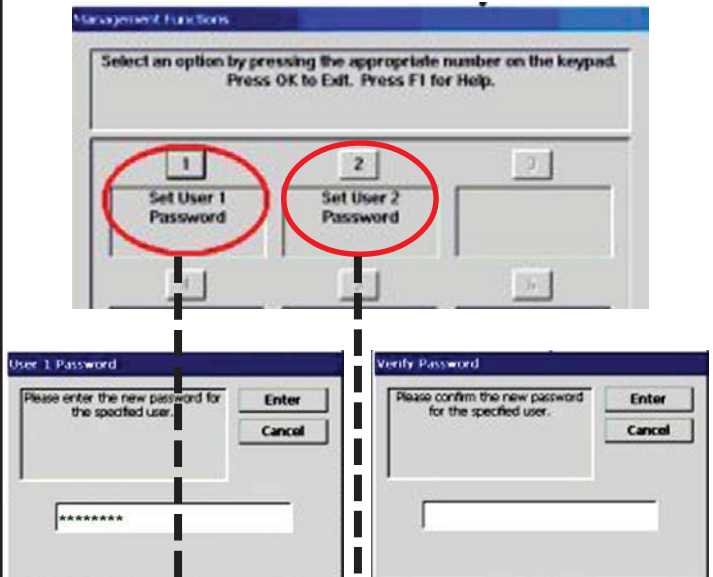 Management Functions
Select an option by pressing the appropriate number on the keypad.
Press OK to Exit. Press F1 for Help.
1
2
3
Set User 1
Password
Set User 2
Password
4
5
6
User 1 Password
Please enter the new password for
the specified user.
Enter
Cancel
********
Verify Password
Please confirm the new password
for the specified user.
Enter
Cancel